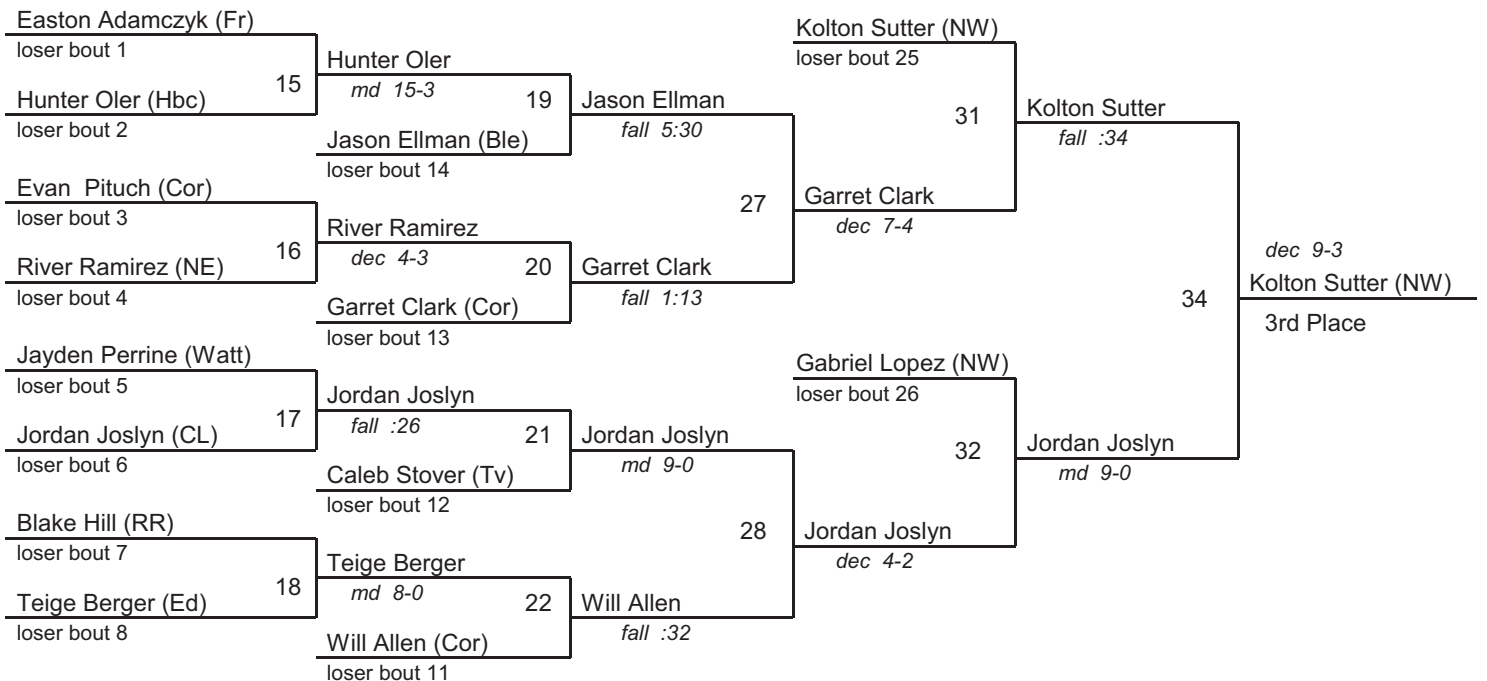 Easton Adamczyk (Fr)
loser bout 1
15
Hunter Oler (Hbc)
loser bout 2
Evan  Pituch (Cor)
loser bout 3
16
River Ramirez (NE)
loser bout 4
Jayden Perrine (Watt)
loser bout 5
17
Jordan Joslyn (CL)
loser bout 6
Blake Hill (RR)
loser bout 7
18
Teige Berger (Ed)
loser bout 8
Hunter Oler
md  15-3
19
Jason Ellman (Ble)
loser bout 14
River Ramirez
dec  4-3
20
Garret Clark (Cor)
loser bout 13
Jordan Joslyn
fall  :26
21
Caleb Stover (Tv)
loser bout 12
Teige Berger
md  8-0
22
Will Allen (Cor)
loser bout 11
Jason Ellman
fall  5:30
27
Garret Clark
fall  1:13
Jordan Joslyn
md  9-0
28
Will Allen
fall  :32
Kolton Sutter (NW)
loser bout 25
31
Garret Clark
dec  7-4
Gabriel Lopez (NW)
loser bout 26
32
Jordan Joslyn
dec  4-2
Kolton Sutter
fall  :34
34
Jordan Joslyn
md  9-0
dec  9-3
Kolton Sutter (NW)
3rd Place